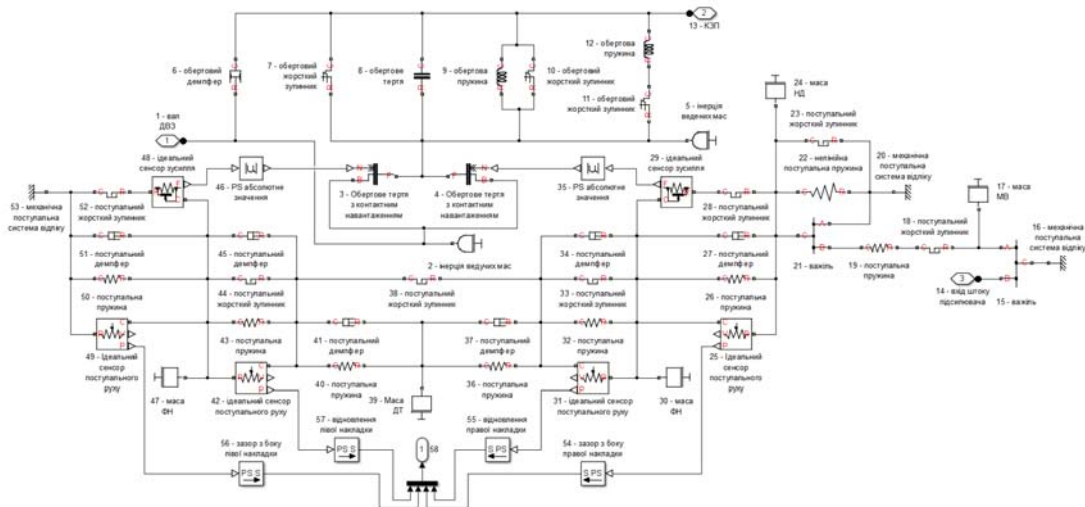 2
13 - КЗП
12 - обертова
пружина
6 - обертовий
демпфер
7 - обертовий
жорсткий
зупинник
8 - обертове
тертя
9 - обертова
пружина
10 - обертовий
жорсткий зупинник
11 - обертовий
жорсткий зупинник
5 - інерція
ведених мас
24 - маса
НД
23 - поступальний
жорсткий зупинник
22 - нелінійна
поступальна пружина
20 - механічна
поступальна
система відліку
1 - вал
ДВЗ
1
48 - ідеальний
сенсор зусилля
46 - PS абсолютне
значення
3 - Обертове тертя
з контактним
навантаженням
4 - Обертове тертя
з контактним
навантаженням
35 - PS абсолютне
значення
29 - ідеальний
сенсор зусилля
28 - поступальний
жорсткий зупинник
17 - маса
МВ
18 - поступальний
жорсткий зупинник
16 - механічна
поступальна
система відліку
53 - механічна
поступальна
система відліку
52 - поступальний
жорсткий зупинник
2 - інерція ведучих мас
21 - важіль
19 - поступальна
пружина
3
14 - вхід штоку
підсилювача
15 - важіль
51 - поступальний
демпфер
45 - поступальний
демпфер
34 - поступальний
демпфер
27 - поступальний
демпфер
50 - поступальна
пружина
44 - поступальний
жорсткий зупинник
38 - поступальний
жорсткий зупинник
33 - поступальний
жорсткий зупинник
26 - поступальна
пружина
49 - Ідеальний
сенсор
поступального
руху
43 - поступальна
пружина
41 - поступальний
демпфер
37 - поступальний
демпфер
32 - поступальна
пружина
25 - Ідеальний
сенсор
поступального
руху
47 - маса
ФН
42 - ідеальний сенсор
поступального руху
40 - поступальна
пружина
39 - Маса
ДТ
36 - поступальна
пружина
31 - ідеальний сенсор
поступального руху
30 - маса
ФН
57 - відновлення
лівої накладки
55 - відновлення
правої накладки
56 - зазор з боку
лівої накладки
54 - зазор з боку
правої накладки
PS S
S PS
PS S
S PS
1
58